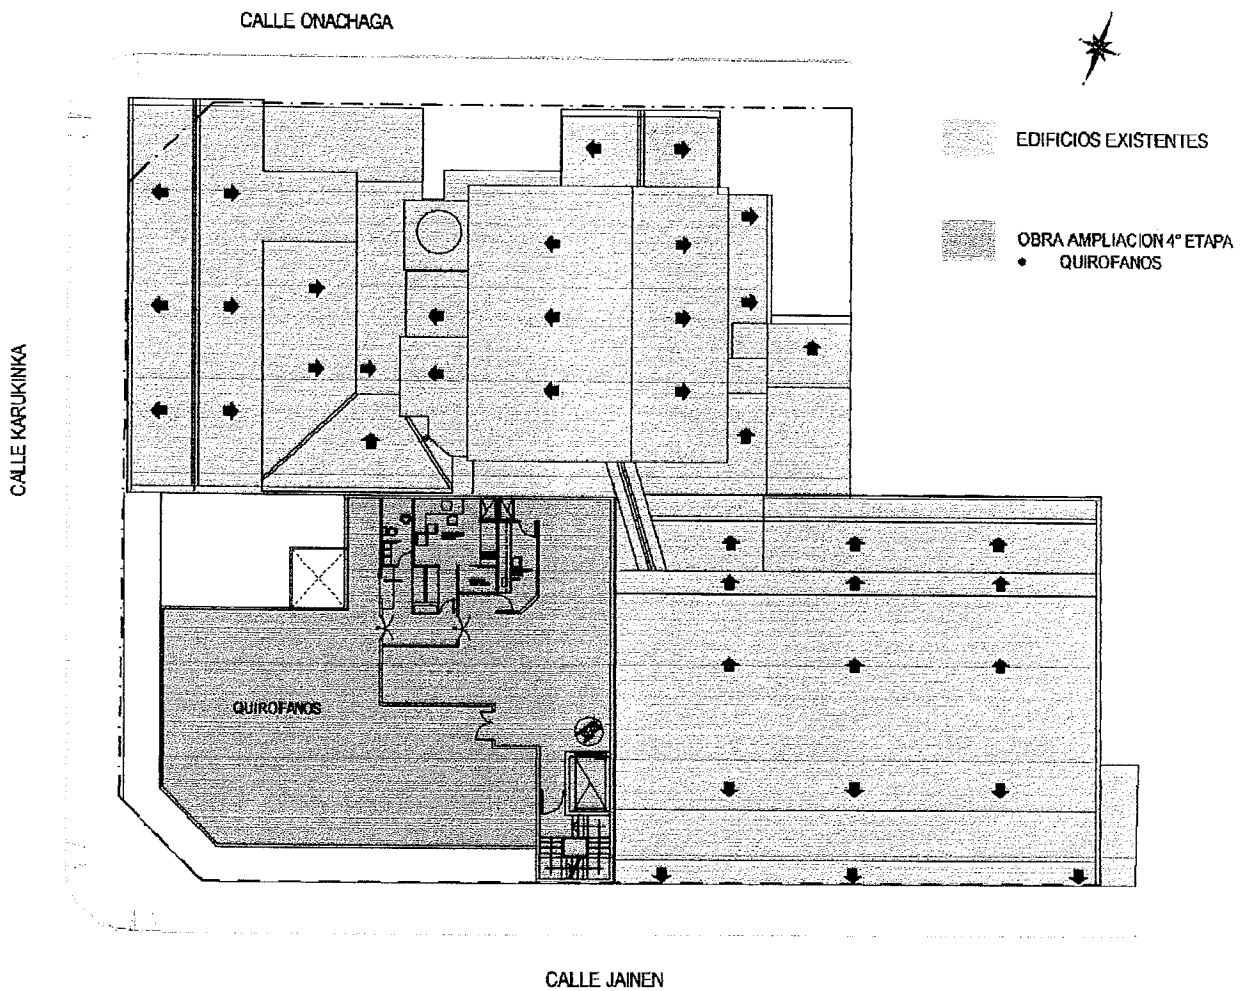 CALLE ONACHAGA
EDIFICIOS EXISTENTES
OBRA AMPLIACION 4° ETAPA
• QUIROFANOS
CALLE KARUKINKA
QUIROFANOS
CALLE JAINEN